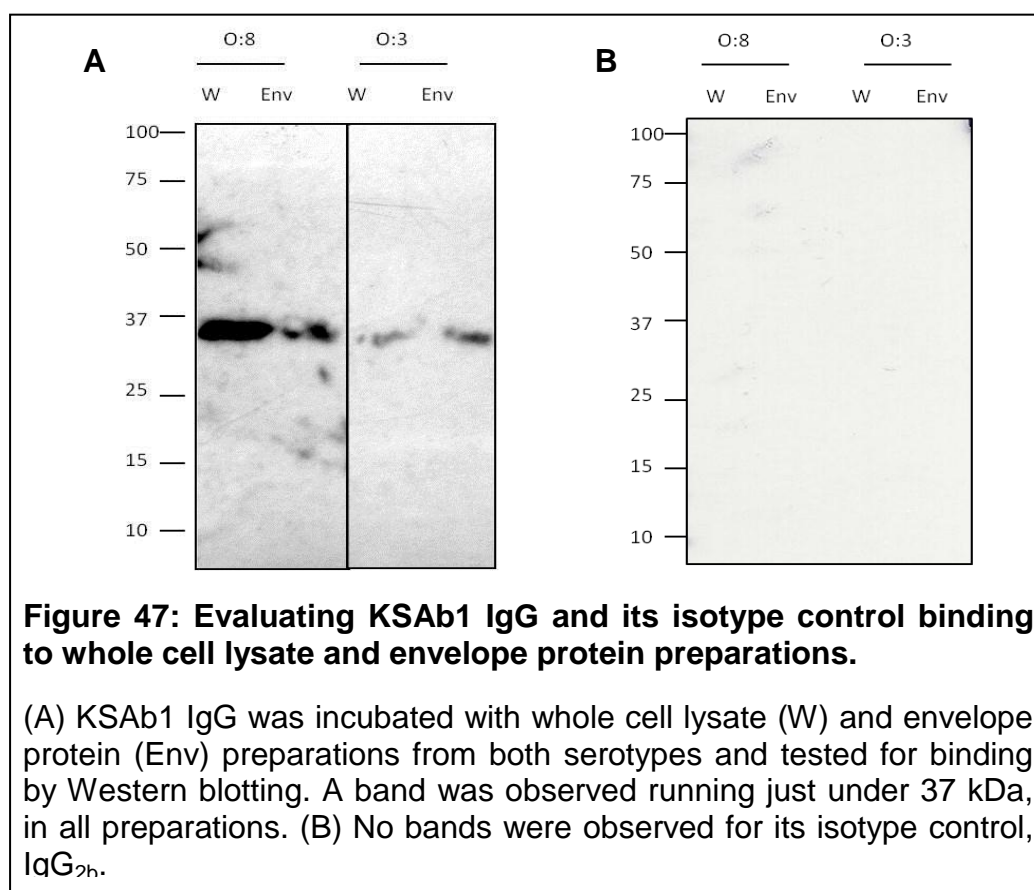 A
O:8 O:3
W Env W Env
100
75
50
37
25
15
10
B
O:8 O:3
W Env W Env
100
75
50
37
25
15
10
Figure 47: Evaluating KSAb1 IgG and its isotype control binding
to whole cell lysate and envelope protein preparations.
(A) KSAb1 IgG was incubated with whole cell lysate (W) and envelope
protein (Env) preparations from both serotypes and tested for binding
by Western blotting. A band was observed running just under 37 kDa,
in all preparations. (B) No bands were observed for its isotype control,
IgG2b.